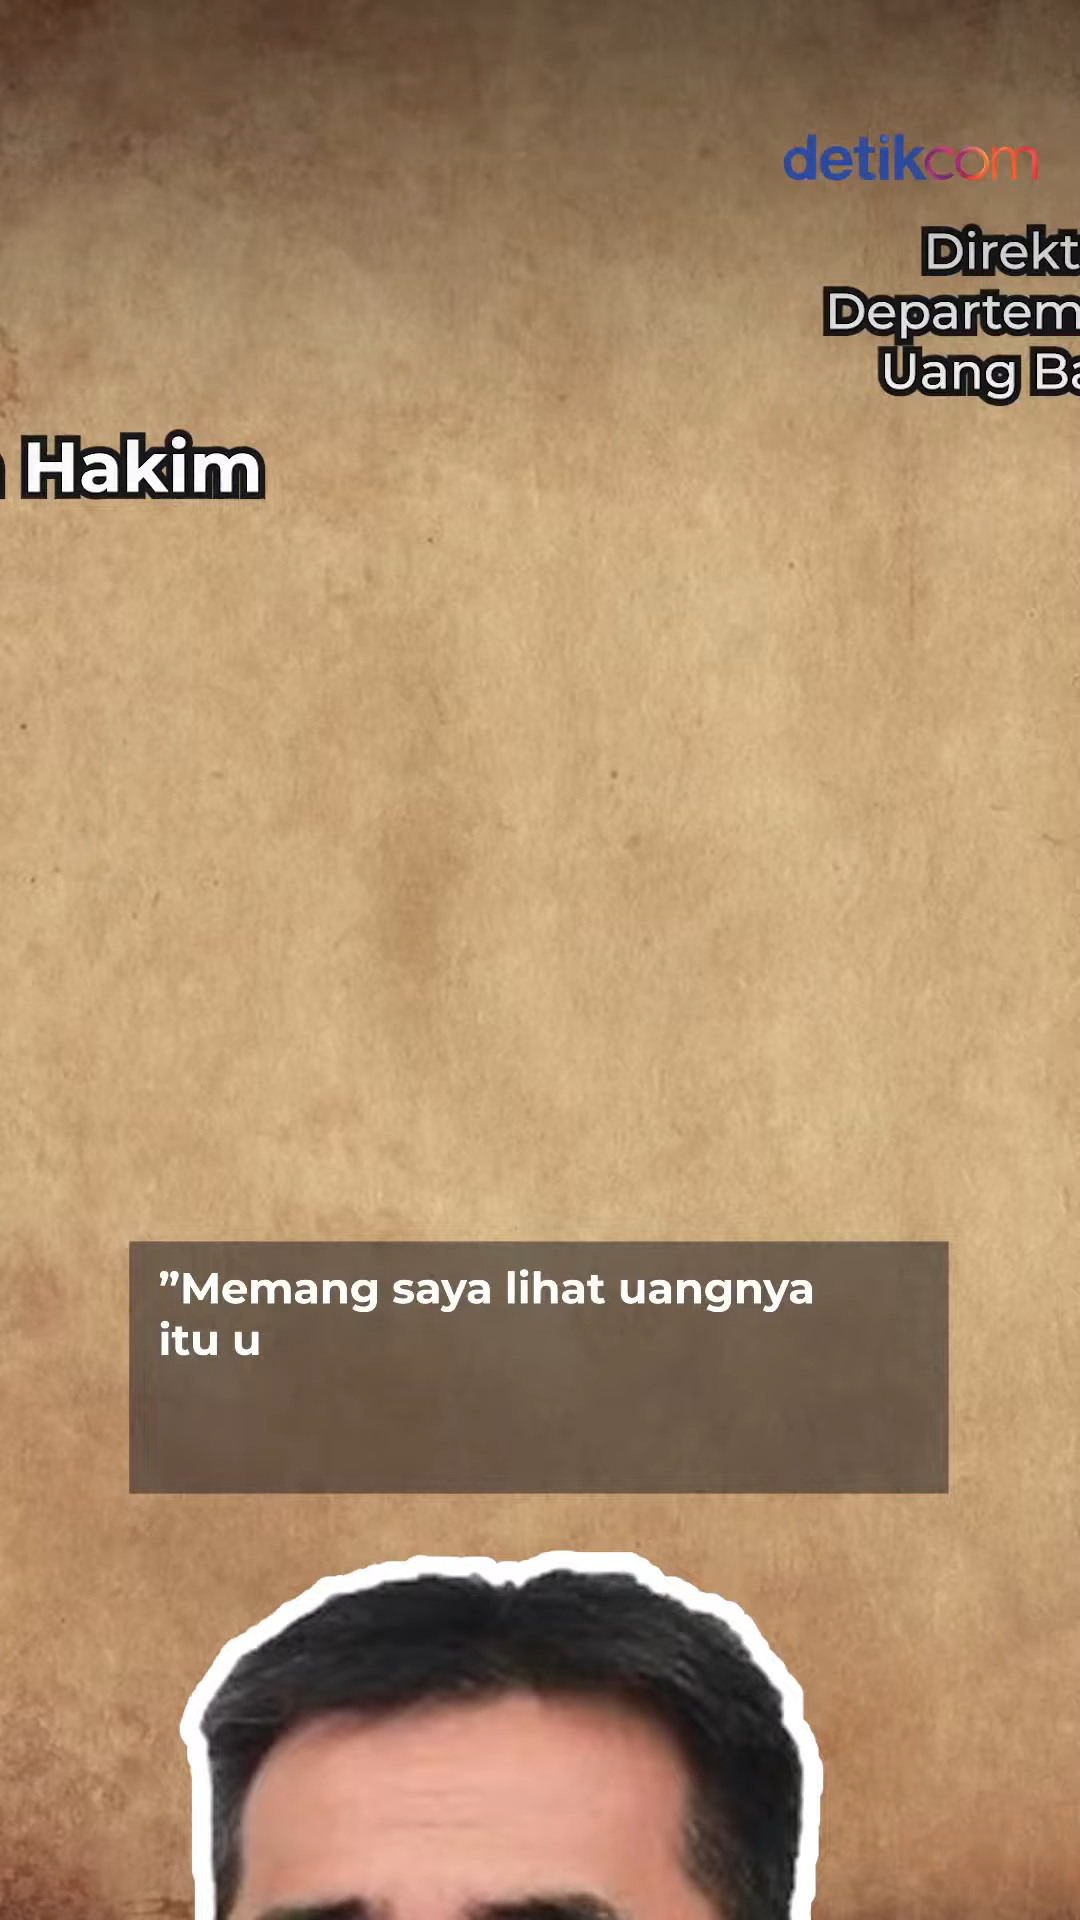 detikcom
Direkt
Departem
Uang Ba
Hakim
”Memang saya lihat uangnya
itu u